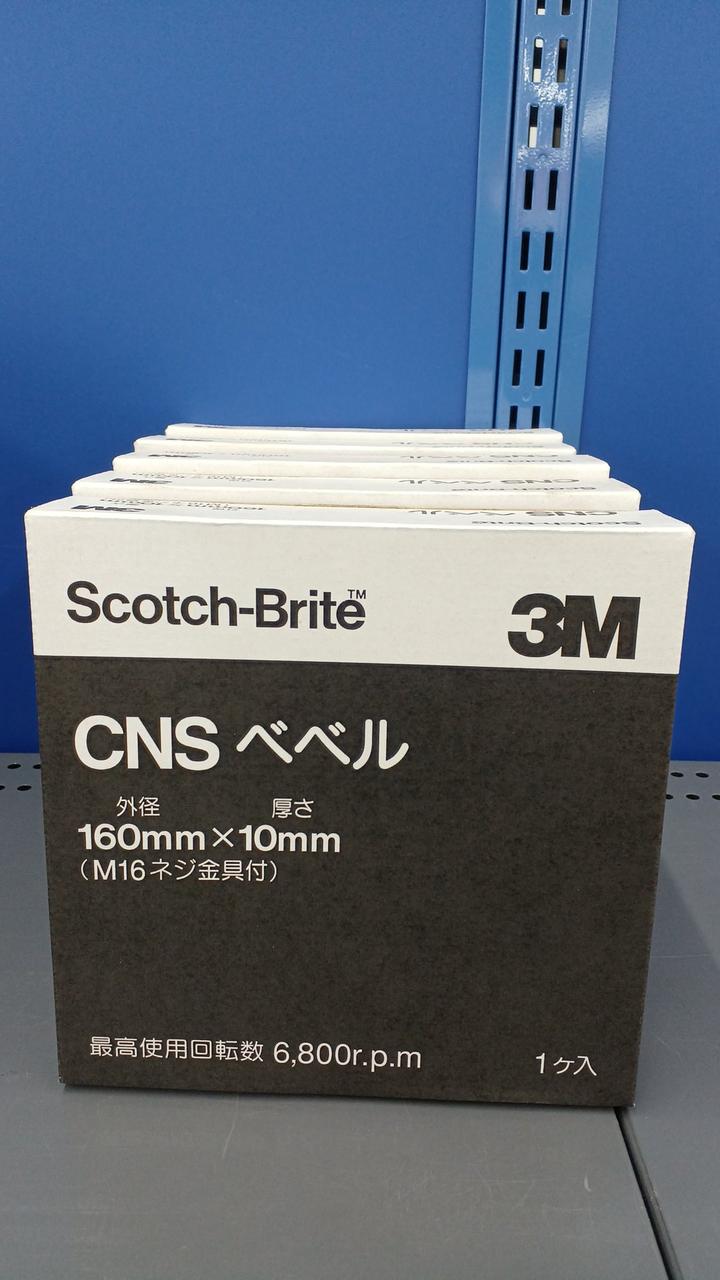 Scotch-Brite™
3M
CNS ベベル
外径 厚さ
160mm×10mm
(M16ネジ金具付)
最高使用回転数 6,800r.p.m
1ケ入